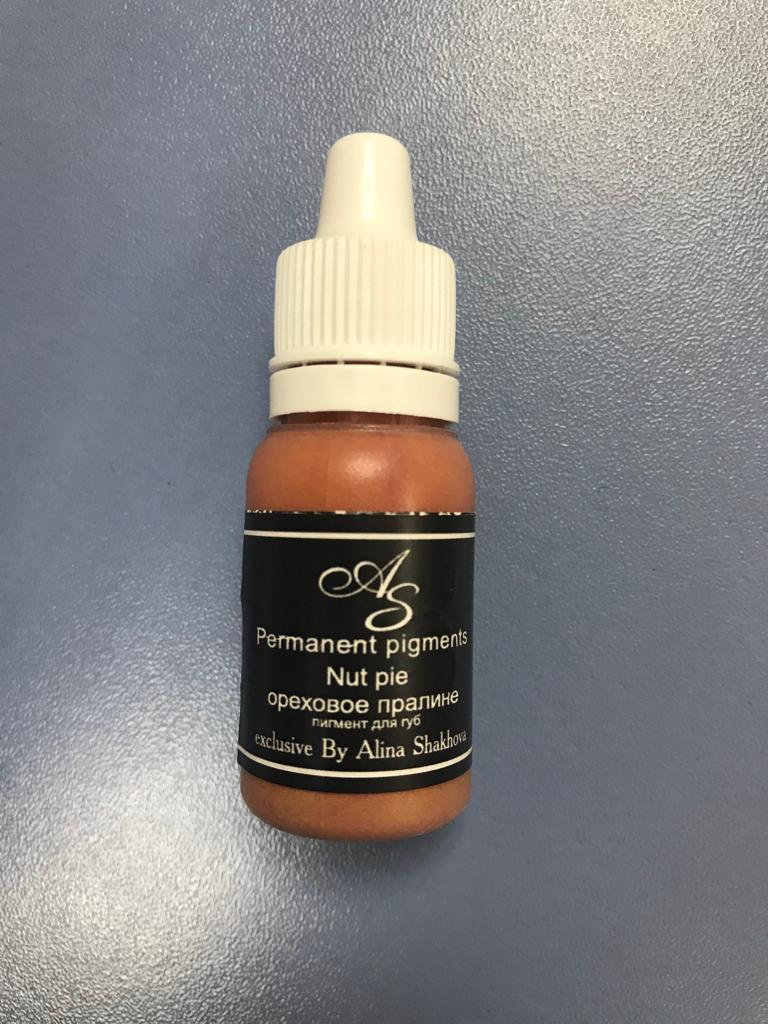 AS
Permanent pigments
Nut pie
ореховое пралине
пигмент для губ
exclusive By Alina Shakhova